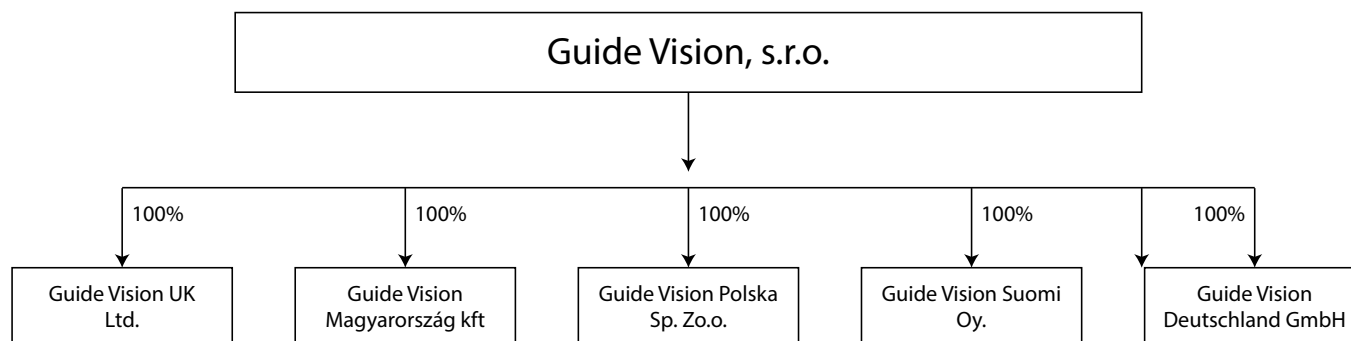 Guide Vision, s.r.o.
100%
100%
100%
100%
100%
Guide Vision UK
Ltd.
Guide Vision
Magyarország kft
Guide Vision Polska
Sp. Zo.o.
Guide Vision Suomi
Oy.
Guide Vision
Deutschland GmbH